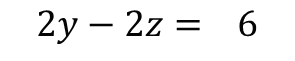 2y − 2z = 6